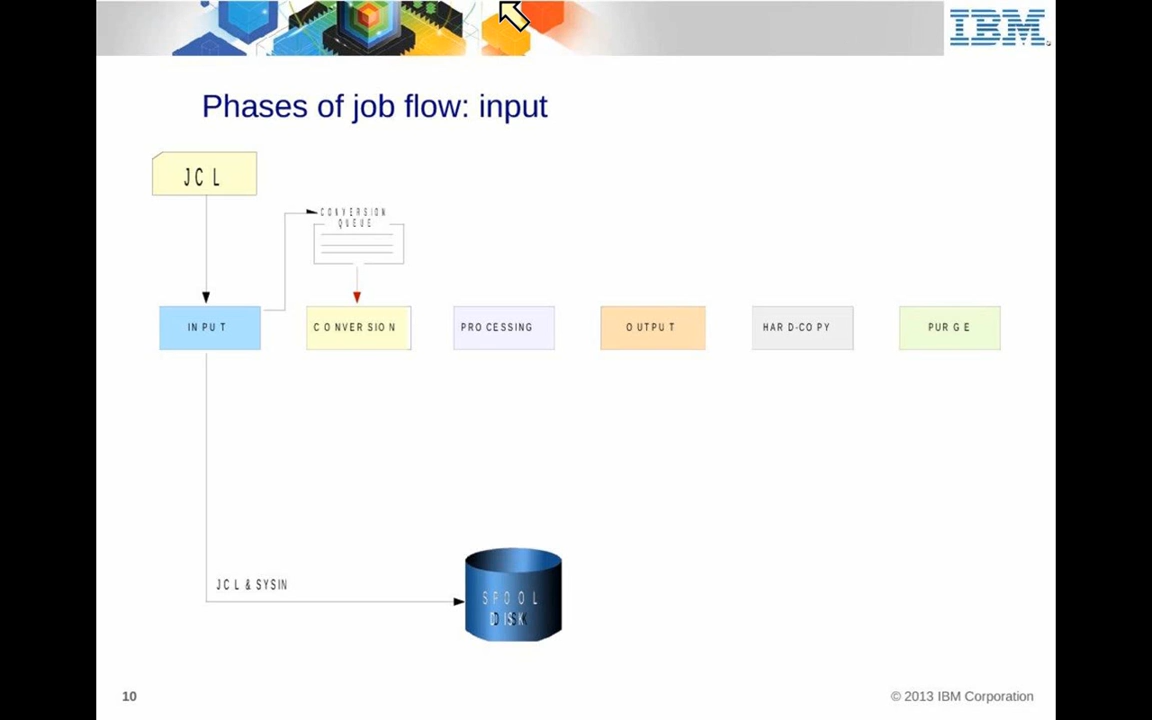 IBM
Phases of job flow: input
JCL
CONVERSION
QUEUE
INPUT
CONVERSION
PROCESSING
OUTPUT
HARD-COPY
PURGE
JCL & SYSIN
SPOOL
DISK
10
© 2013 IBM Corporation